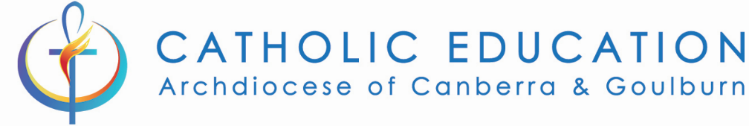 CATHOLIC EDUCATION
Archdiocese of Canberra & Goulburn